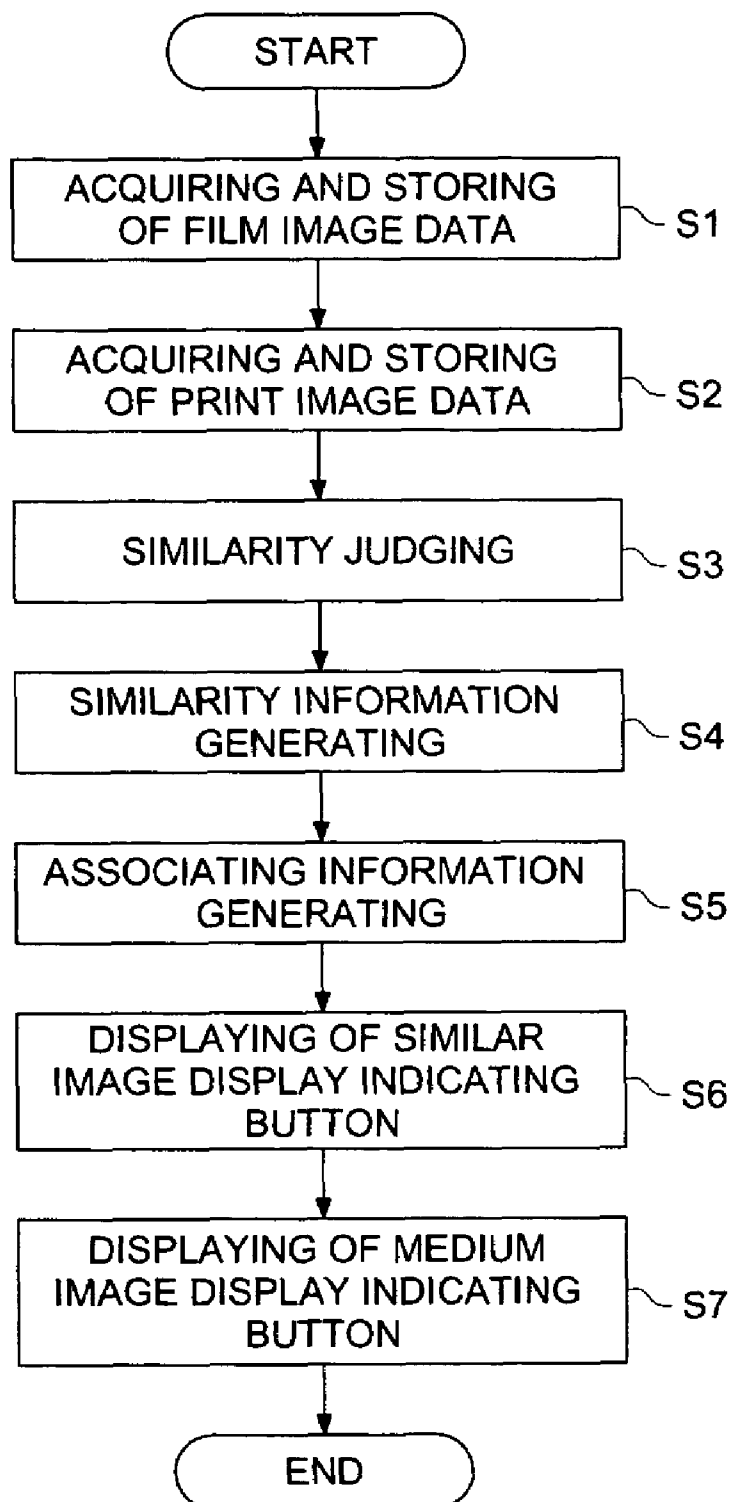 START
ACQUIRING AND STORING
OF FILM IMAGE DATA
S1
ACQUIRING AND STORING
OF PRINT IMAGE DATA
S2
SIMILARITY JUDGING
S3
SIMILARITY INFORMATION
GENERATING
S4
ASSOCIATING INFORMATION
GENERATING
S5
DISPLAYING OF SIMILAR
IMAGE DISPLAY INDICATING
BUTTON
S6
DISPLAYING OF MEDIUM
IMAGE DISPLAY INDICATING
BUTTON
S7
END